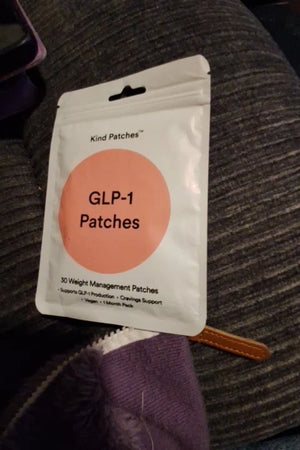 Kind Patches™
GLP-1
Patches
30 Weight Management Patches
• Supports GLP-1 Production • Cravings Support
• Vegan • 1 Month Pack